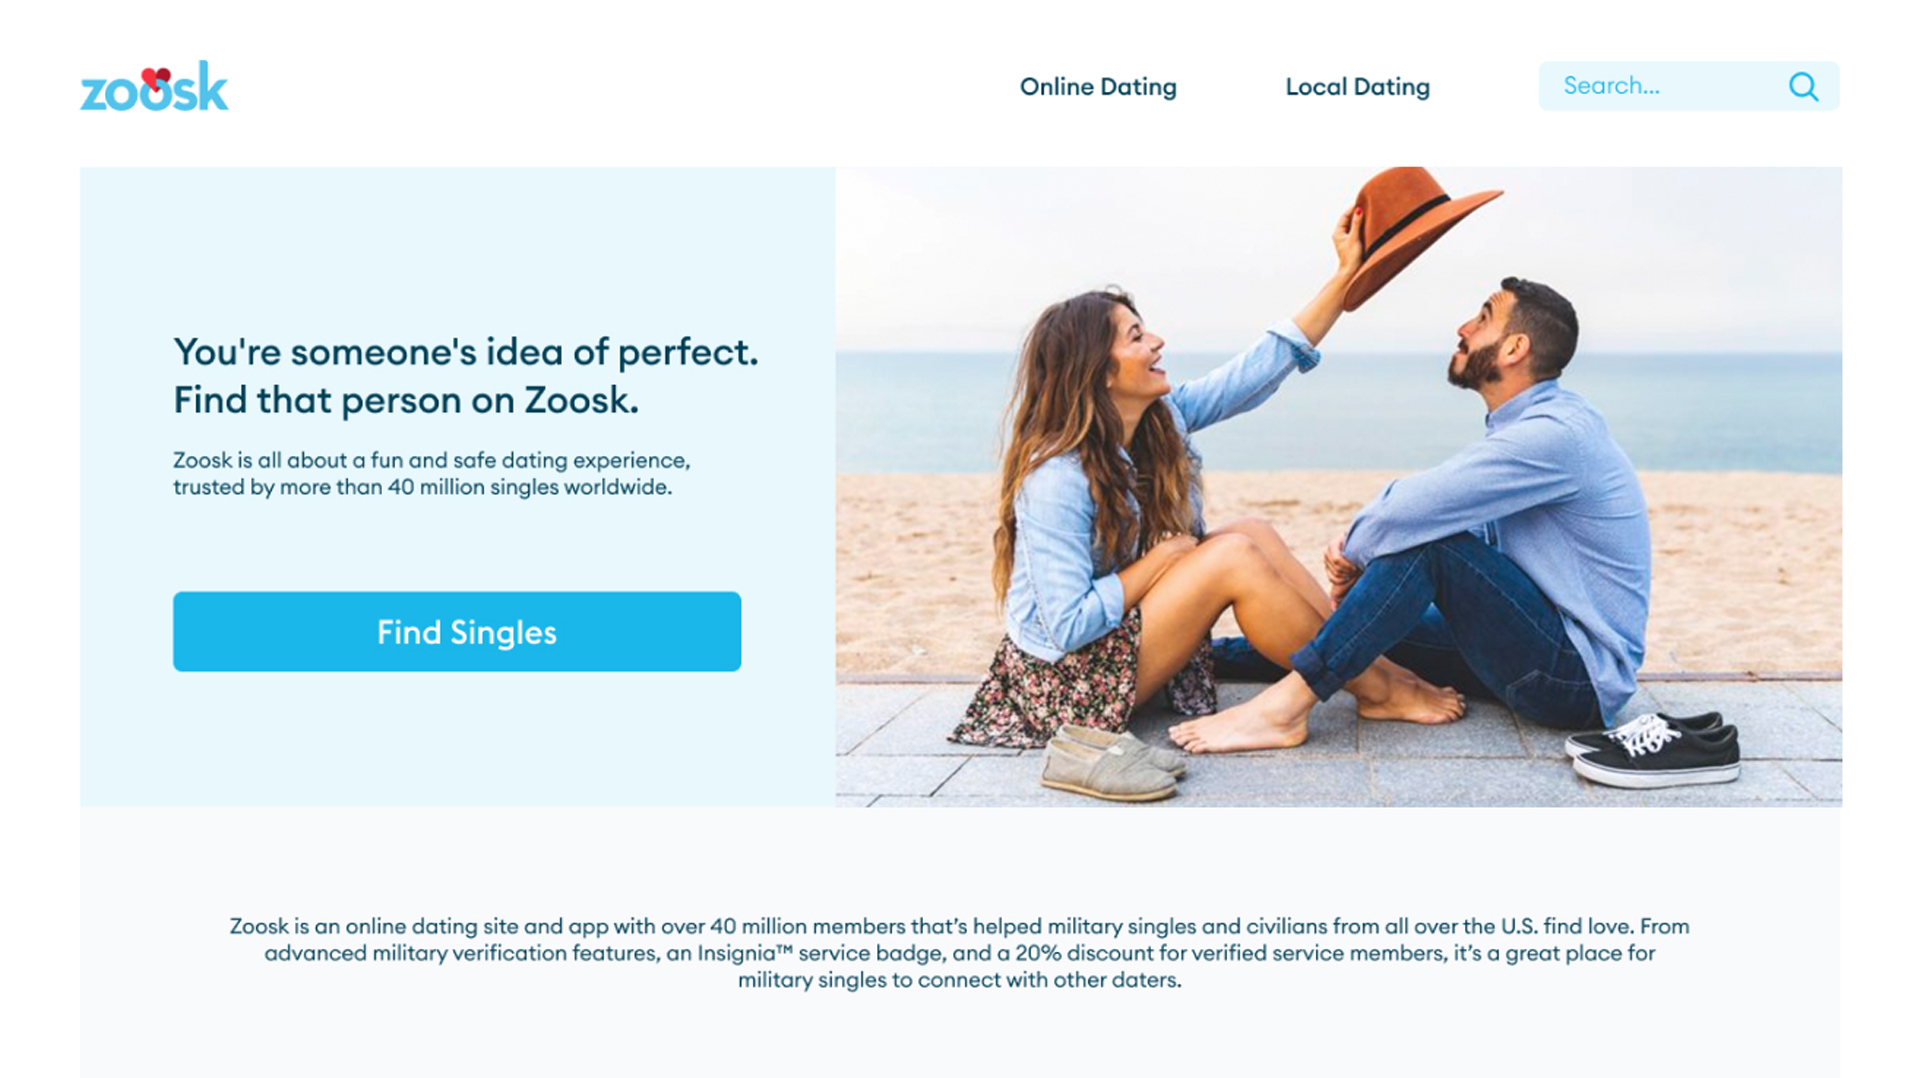 zoosk
Online Dating
Local Dating
Search...
You're someone's idea of perfect.
Find that person on Zoosk.
Zoosk is all about a fun and safe dating experience,
trusted by more than 40 million singles worldwide.
Find Singles
Zoosk is an online dating site and app with over 40 million members that’s helped military singles and civilians from all over the U.S. find love. From
advanced military verification features, an Insignia™ service badge, and a 20% discount for verified service members, it’s a great place for
military singles to connect with other daters.